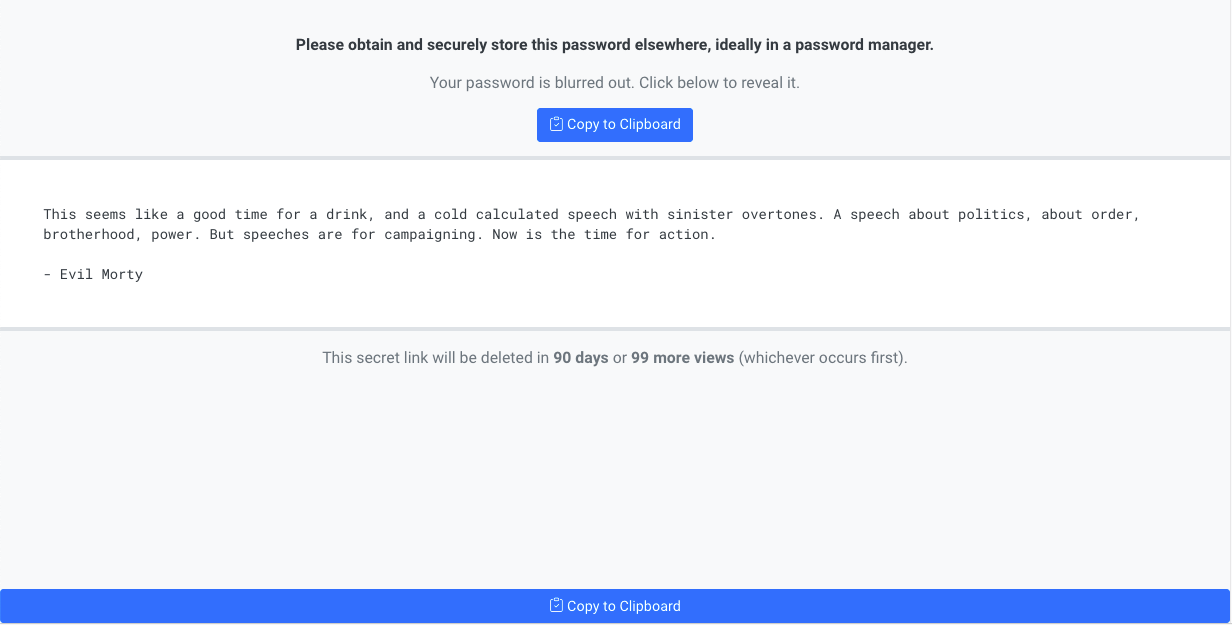 Please obtain and securely store this password elsewhere, ideally in a password manager.
Your password is blurred out. Click below to reveal it.
Copy to Clipboard
This seems like a good time for a drink, and a cold calculated speech with sinister overtones. A speech about politics, about order,
brotherhood, power. But speeches are for campaigning. Now is the time for action.
- Evil Morty
This secret link will be deleted in 90 days or 99 more views (whichever occurs first).
Copy to Clipboard